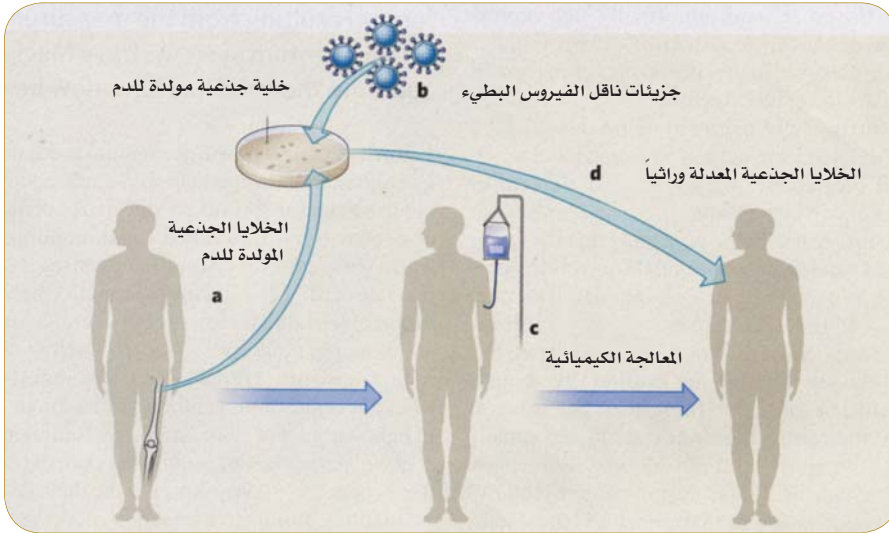 خلية جذعية مولدة للدم
b
جزيئات ناقل الفيروس البطيء
d
الخلايا الجذعية المعدلة وراثياً
الخلايا الجذعية
المولدة للدم
a
c
المعالجة الكيميائية